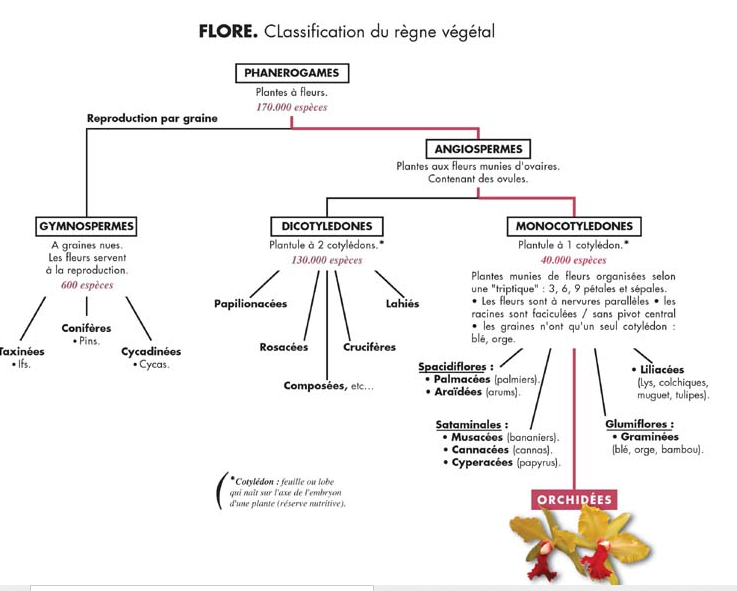 FLORE. CLassification du règne végétal
PHANEROGAMES
Plantes à fleurs.
170.000 espèces
Reproduction par graine
ANGIOSPERMES
Plantes aux fleurs munies d'ovaires.
Contenant des ovules.
GYMNOSPERMES
A graines nues.
Les fleurs servent
à la reproduction.
600 espèces
Taxinées
• Ifs.
Conifères
• Pins.
Cycadinées
• Cycas.
DICOTYLEDONES
Plantule à 2 cotylédons.*
130.000 espèces
Papilionacées
Rosacées
Composées, etc...
Crucifères
Lahiés
MONOCOTYLEDONES
Plantule à 1 cotylédon.*
40.000 espèces
Plantes munies de fleurs organisées selon
une "triptique" : 3, 6, 9 pétales et sépales.
• Les fleurs sont à nervures parallèles • les
racines sont faciculées / sans pivot central
• les graines n'ont qu'un seul cotylédon :
blé, orge.
Spacidiflores :
• Palmacées (palmiers).
• Araïdées (arums).
Sataminales :
• Musacées (bananiers).
• Cannacées (cannas).
• Cyperacées (papyrus).
• Liliacées
(Lys, colchiques,
muguet, tulipes).
Glumiflores :
• Graminées
(blé, orge, bambou).
ORCHIDÉES
(*Cotylédon : feuille ou lobe
qui naît sur l'axe de l'embryon
d'une plante (réserve nutritive).